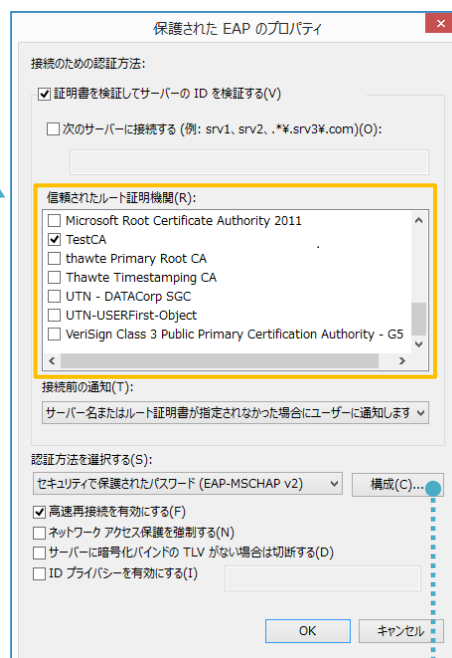 保護された EAP のプロパティ
接続のための認証方法:
証明書を検証してサーバーの ID を検証する(V)
次のサーバーに接続する (例: srv1、srv2、.*¥.srv3¥.com)(O):
信頼されたルート証明機関(R):
Microsoft Root Certificate Authority 2011
TestCA
thawte Primary Root CA
Thawte Timestamping CA
UTN - DATACorp SGC
UTN-USERFirst-Object
VeriSign Class 3 Public Primary Certification Authority - G5
接続前の通知(T):
サーバー名またはルート証明書が指定されなかった場合にユーザーに通知します
認証方法を選択する(S):
セキュリティで保護されたパスワード (EAP-MSCHAP v2)
構成(C)...
高速再接続を有効にする(F)
ネットワーク アクセス保護を強制する(N)
サーバーに暗号化バインドの TLV がない場合は切断する(D)
ID プライバシーを有効にする(I)
OK
キャンセル